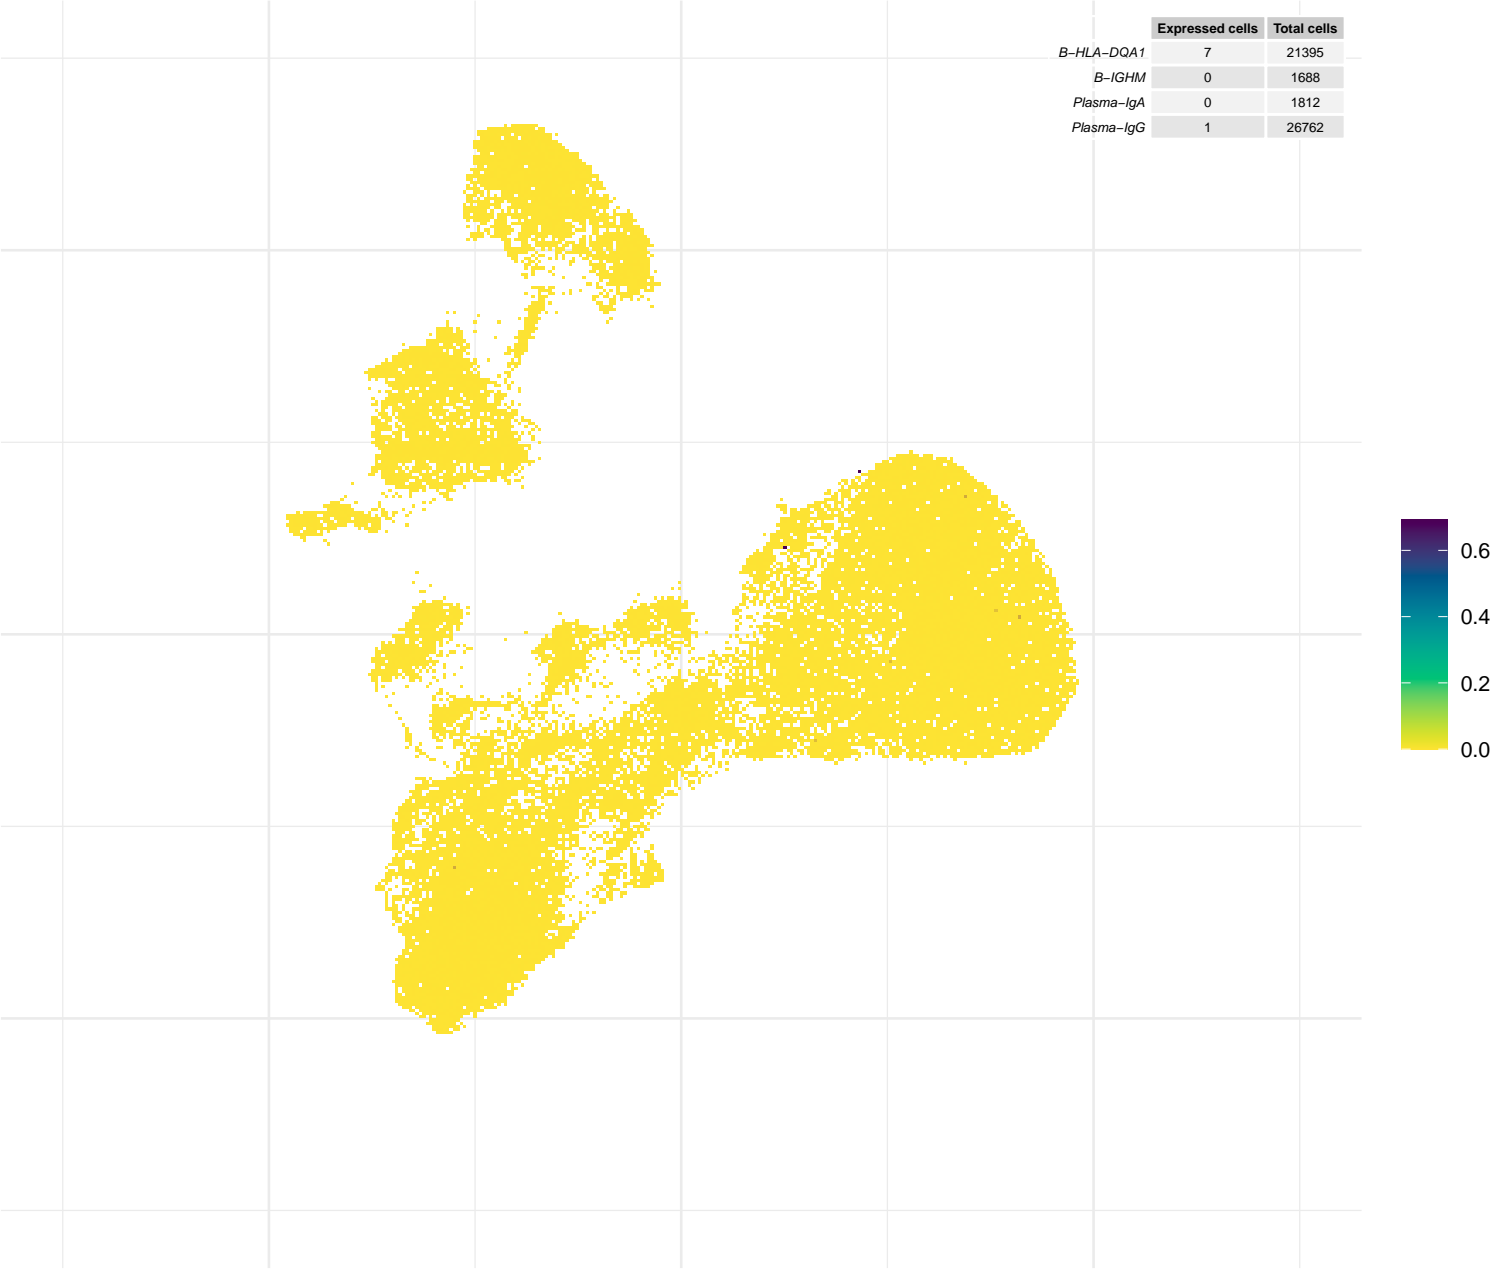 Expressed cells Total cells
B−HLA−DQA1 7 21395
B−IGHM 0 1688
Plasma−IgA 0 1812
Plasma−IgG 1 26762
0.6
0.4
0.2
0.0